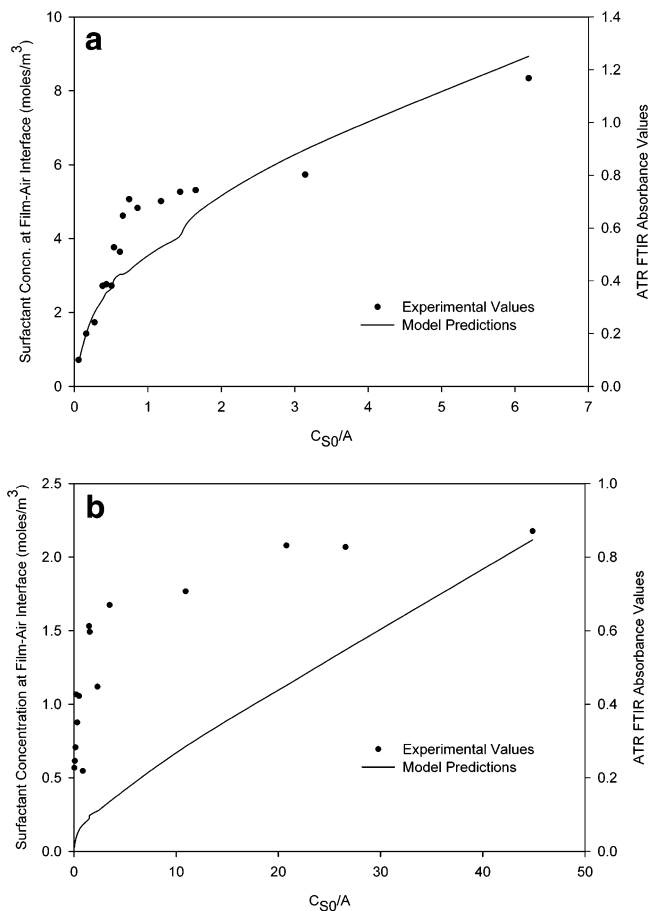 a
10
8
6
4
2
0
Surfactant Concn. at Film-Air Interface (moles/m³)
1.4
1.2
1.0
0.8
0.6
0.4
0.2
0.0
ATR FTIR Absorbance Values
Experimental Values
Model Predictions
0 1 2 3 4 5 6 7
C_S0/A
b
2.5
2.0
1.5
1.0
0.5
0.0
Surfactant Concentration at Film-Air Interface (moles/m³)
1.0
0.8
0.6
0.4
0.2
0.0
ATR FTIR Absorbance Values
Experimental Values
Model Predictions
0 10 20 30 40 50
C_S0/A